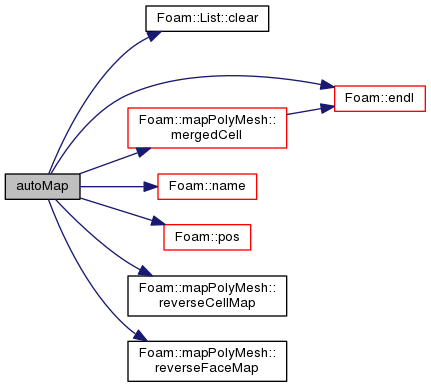 Foam::List::clear
Foam::endl
Foam::mapPolyMesh::
mergedCell
autoMap
Foam::name
Foam::pos
Foam::mapPolyMesh::
reverseCellMap
Foam::mapPolyMesh::
reverseFaceMap